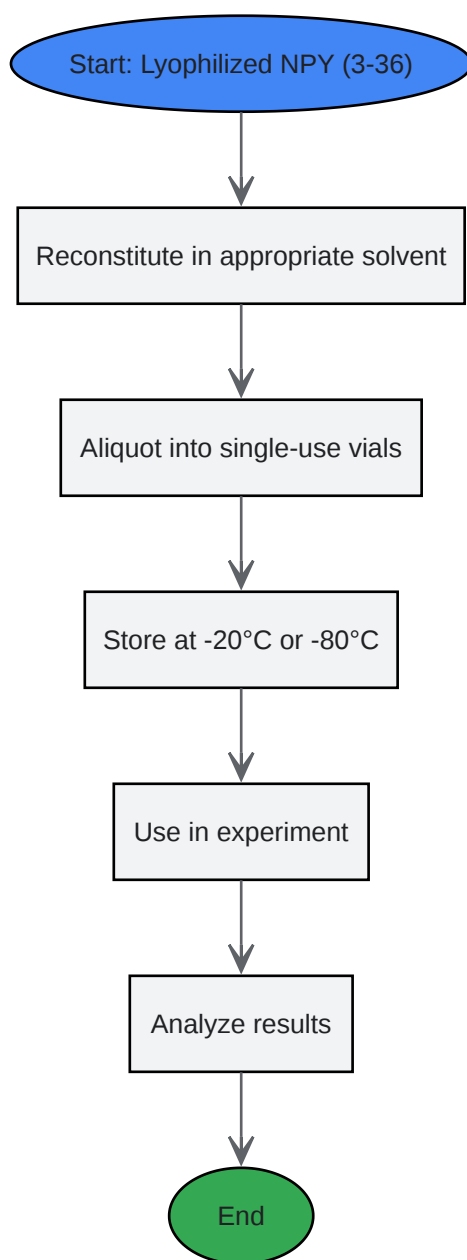 Start: Lyophilized NPY (3-36)
Reconstitute in appropriate solvent
Aliquot into single-use vials
Store at -20°C or -80°C
Use in experiment
Analyze results
End